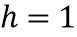 h = 1